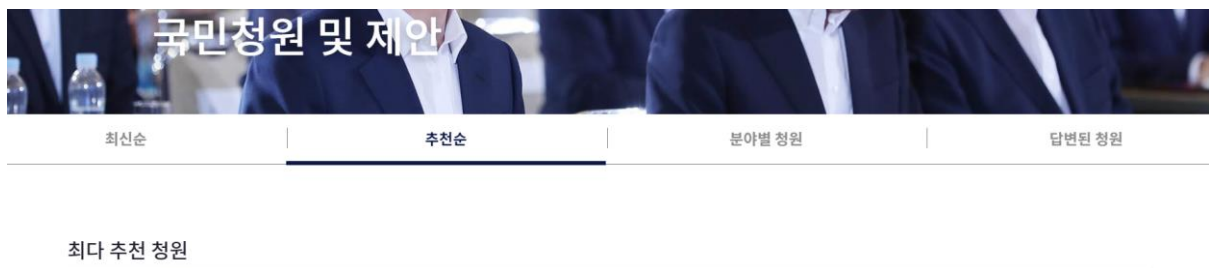 국민청원 및 제안
최신순
추천순
분야별 청원
답변된 청원
최다 추천 청원